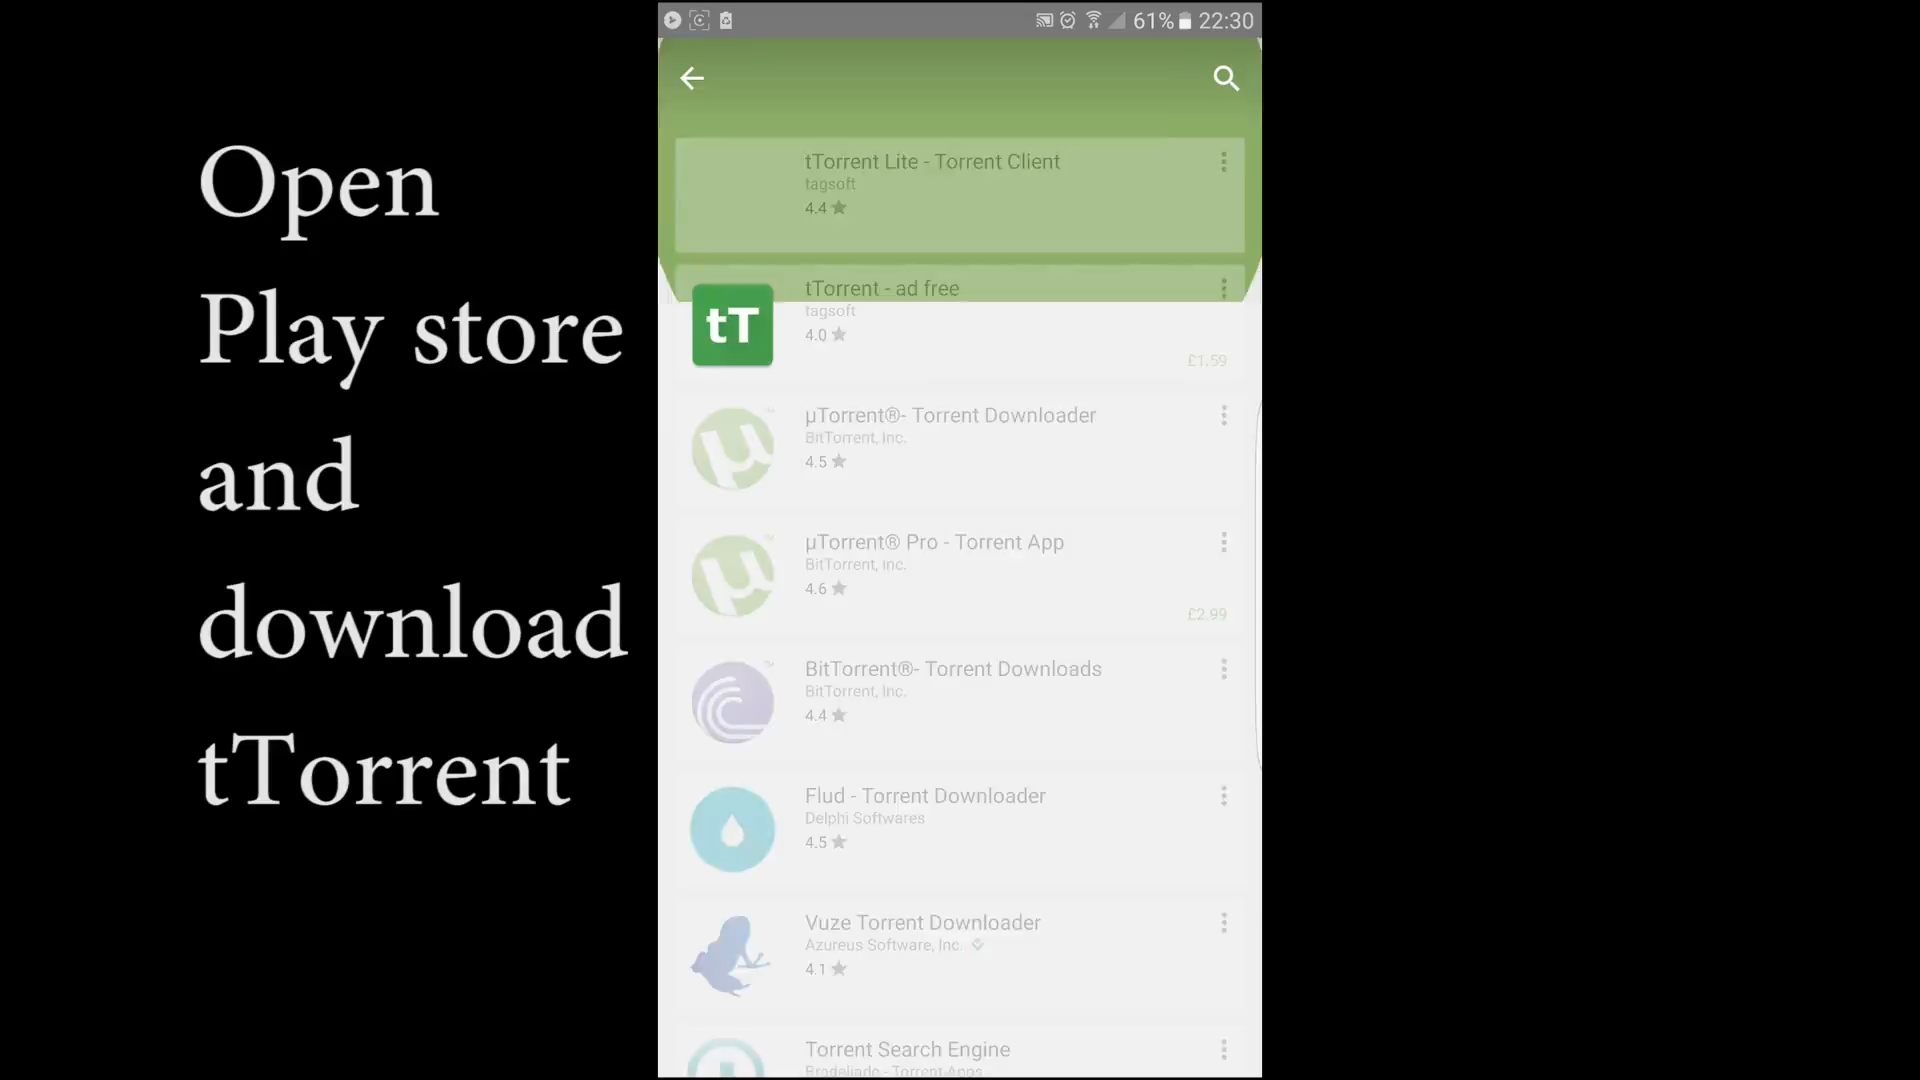 Open
Play store
and
download
tTorrent
61% 22:30
tTorrent Lite - Torrent Client
tagsoft
4.4
tT
tTorrent - ad free
tagsoft
4.0
£1.59
µTorrent®- Torrent Downloader
BitTorrent, Inc.
4.5
µTorrent® Pro - Torrent App
BitTorrent, Inc.
4.6
£2.99
BitTorrent®- Torrent Downloads
BitTorrent, Inc.
4.4
Flud - Torrent Downloader
Delphi Softwares
4.5
Vuze Torrent Downloader
Azureus Software, Inc.
4.1
Torrent Search Engine
Torrent Apps